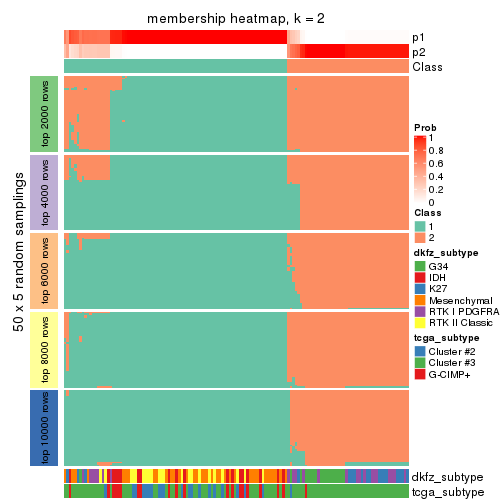 membership heatmap, k = 2
p1
p2
Class
50 x 5 random samplings
top 2000 rows
top 4000 rows
top 6000 rows
top 8000 rows
top 10000 rows
Prob
1
0.8
0.6
0.4
0.2
0
Class
1
2
dkfz_subtype
G34
IDH
K27
Mesenchymal
RTK I PDGFRA
RTK II Classic
tcga_subtype
Cluster #2
Cluster #3
G-CIMP+
dkfz_subtype
tcga_subtype